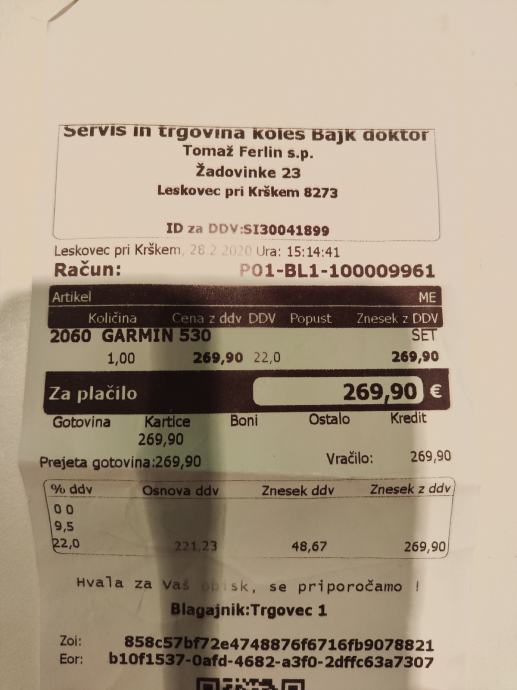 Servis in trgovina koles Bajk doktor
Tomaž Ferlin s.p.
Žadovinke 23
Leskovec pri Krškem 8273
ID za DDV:SI30041899
Leskovec pri Krškem, 28.2.2020 Ura: 15:14:41
Račun: P01-BL1-100009961
Artikel ME
Količina Cena z ddv DDV Popust Znesek z DDV
2060 GARMIN 530 SET
1,00 269,90 22,0 269,90
Za plačilo 269,90 €
Gotovina Kartice Boni Ostalo Kredit
269,90
Prejeta gotovina:269,90 Vračilo: 269,90
% ddv Osnova ddv Znesek ddv Znesek z ddv
0 0
9,5
22,0 221,23 48,67 269,90
Hvala za Vaš obisk, se priporočamo !
Blagajnik:Trgovec 1
Zoi: 858c57bf72e4748876f6716fb9078821
Eor: b10f1537-0afd-4682-a3f0-2dffc63a7307